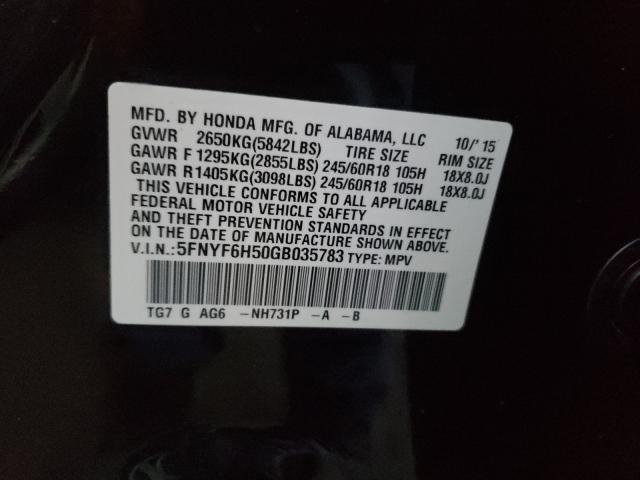 MFD. BY HONDA MFG. OF ALABAMA, LLC 10/'15
GVWR 2650KG(5842LBS) TIRE SIZE RIM SIZE
GAWR F 1295KG(2855LBS) 245/60R18 105H 18X8.0J
GAWR R1405KG(3098LBS) 245/60R18 105H 18X8.0J
THIS VEHICLE CONFORMS TO ALL APPLICABLE
FEDERAL MOTOR VEHICLE SAFETY
AND THEFT PREVENTION STANDARDS IN EFFECT
ON THE DATE OF MANUFACTURE SHOWN ABOVE.
V.I.N.:5FNYF6H50GB035783 TYPE: MPV
TG7 G AG6 -NH731P -A -B